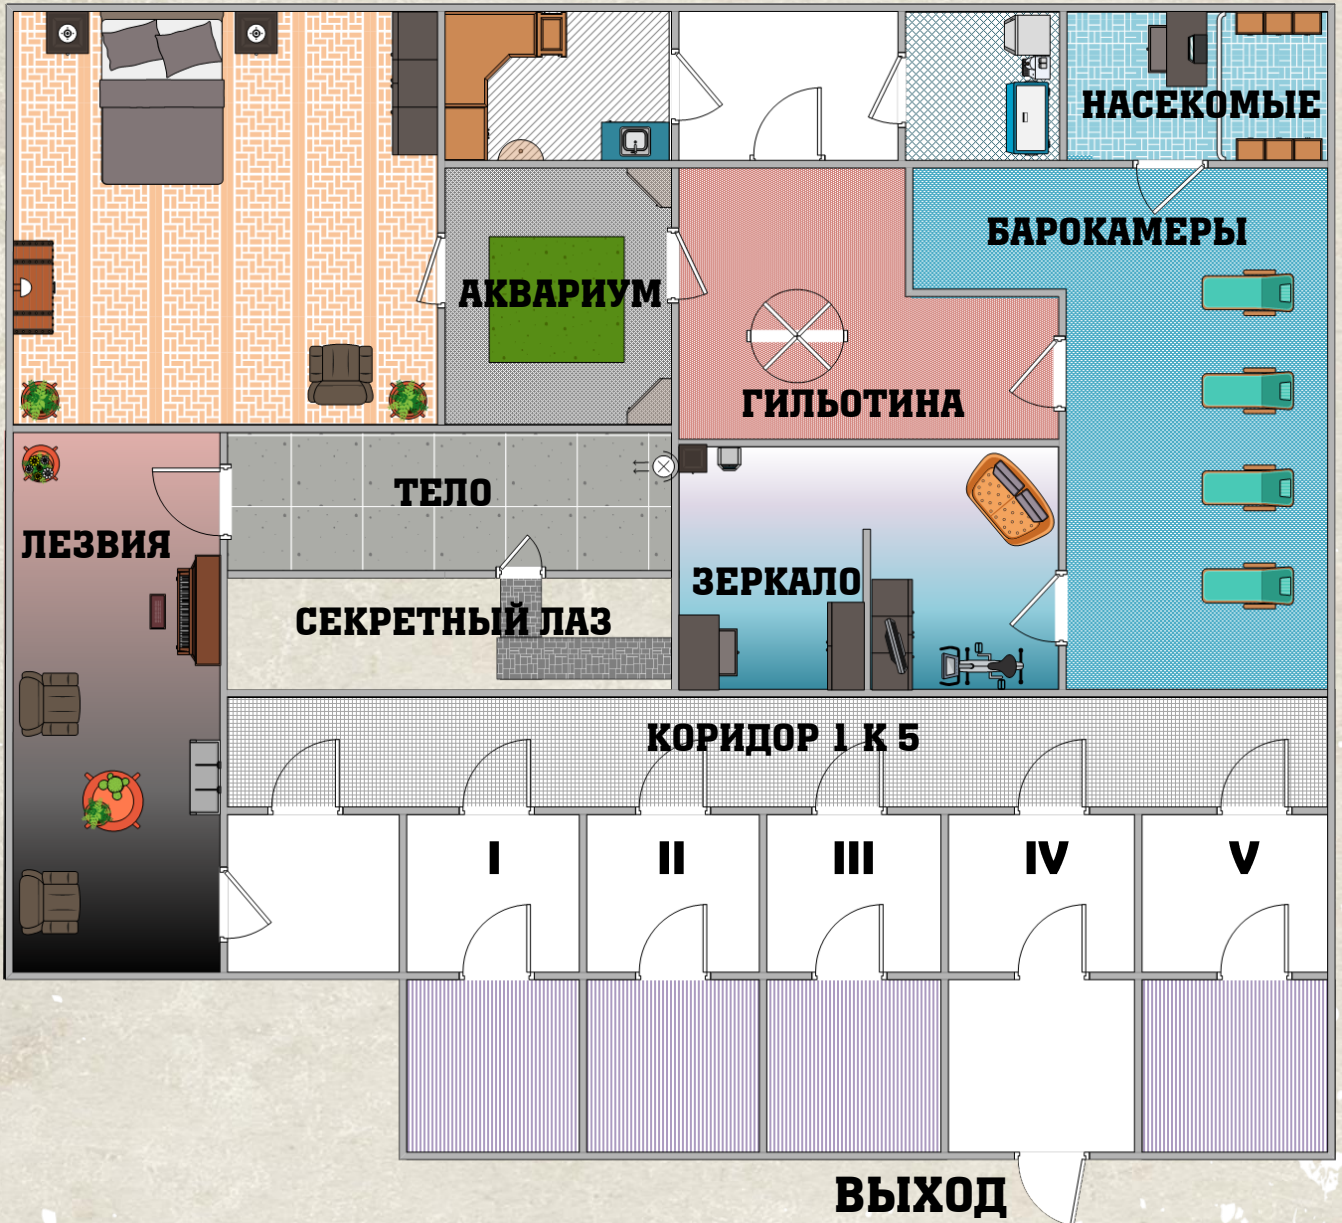 НАСЕКОМЫЕ
БАРОКАМЕРЫ
АКВАРИУМ
ГИЛЬОТИНА
ТЕЛО
ЛЕЗВИЯ
ЗЕРКАЛО
СЕКРЕТНЫЙ ЛАЗ
КОРИДОР 1 К 5
I
II
III
IV
V
ВЫХОД